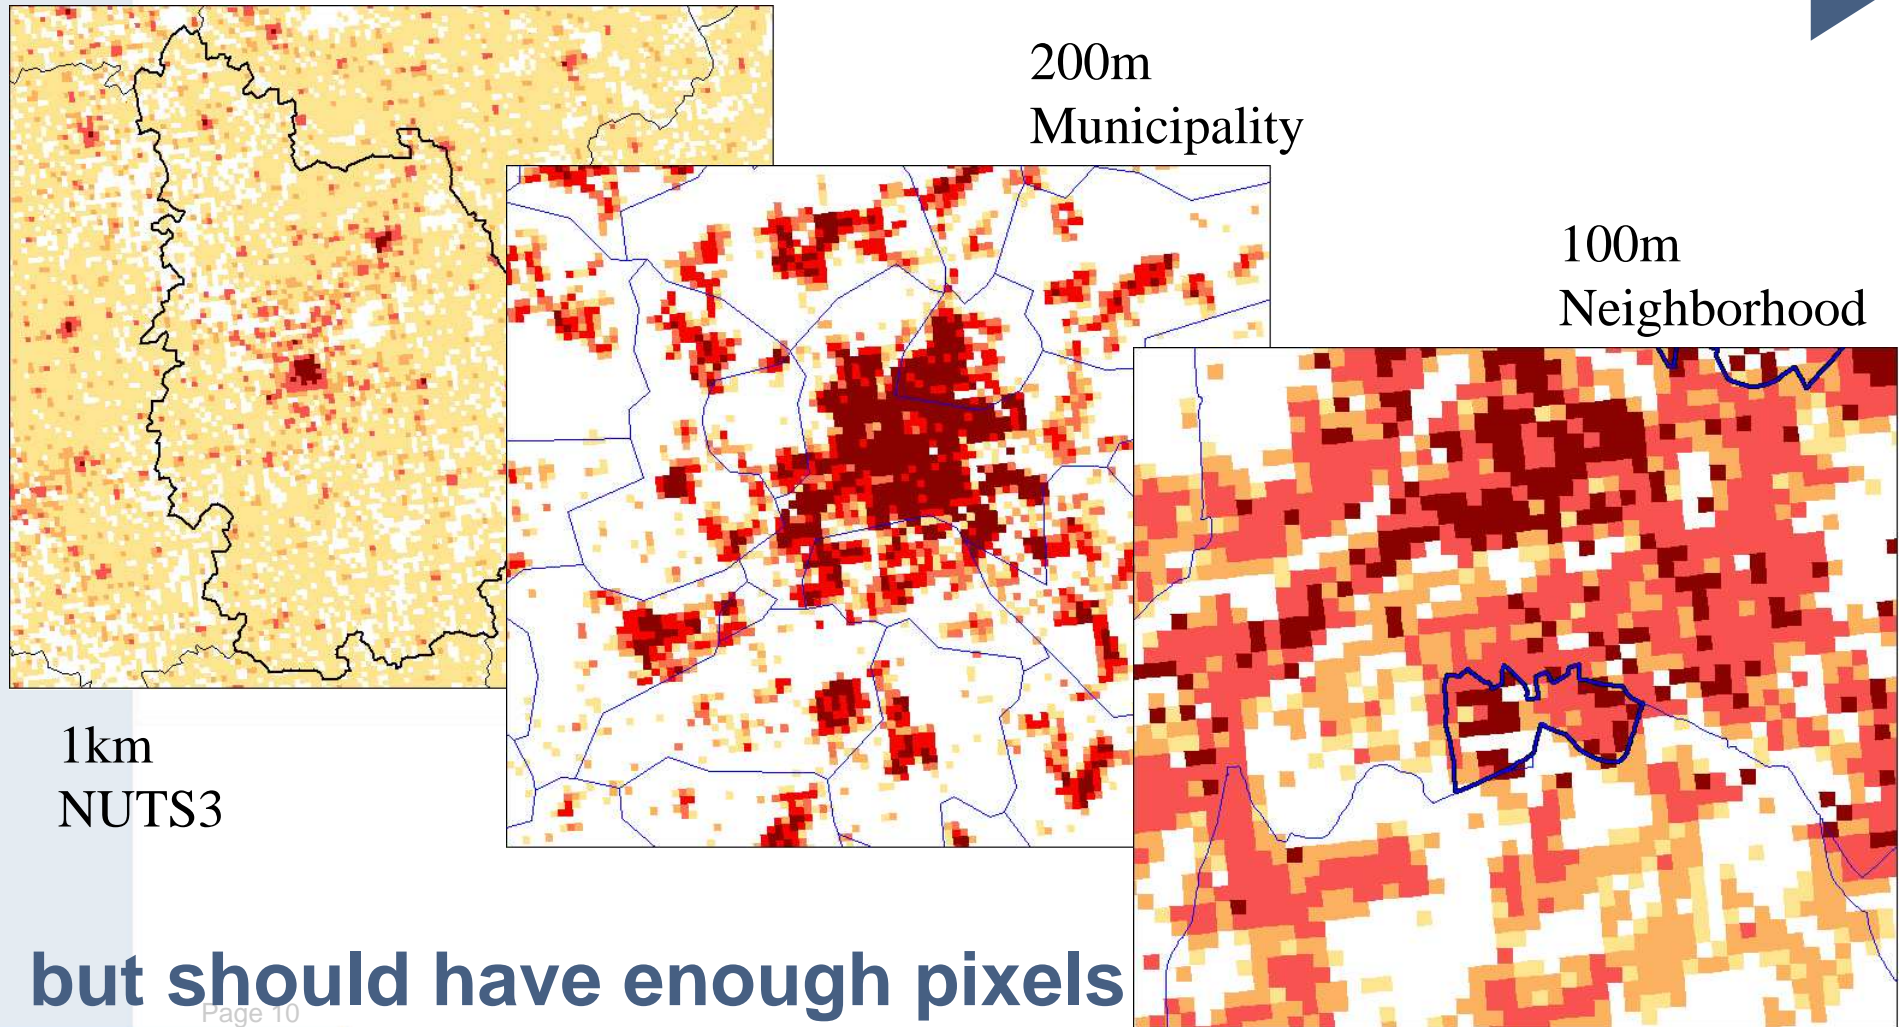 200m
Municipality
100m
Neighborhood
1km
NUTS3
but should have enough pixels
Page 10